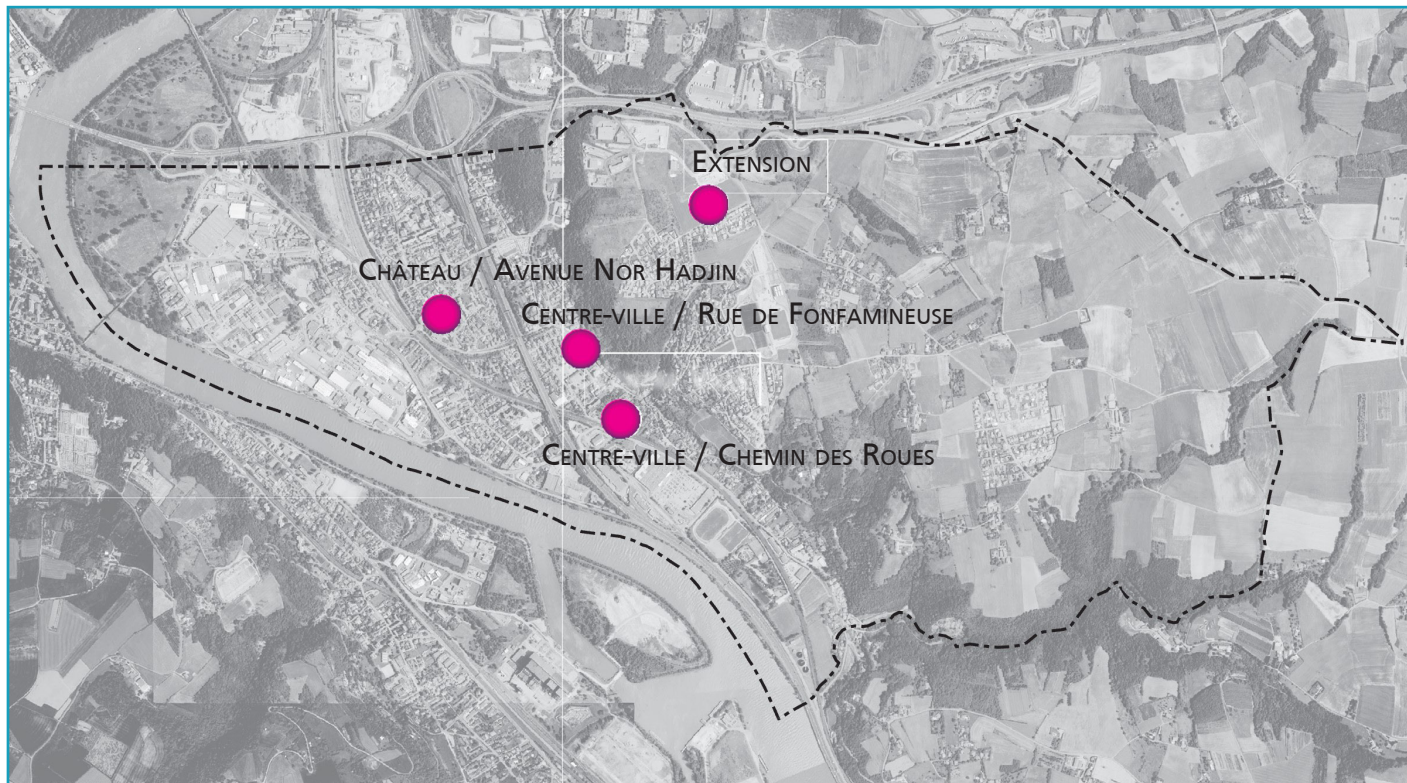 Extension
Château / Avenue Nor Hadjin
Centre-ville / Rue de Fonfamineuse
Centre-ville / Chemin des Roues